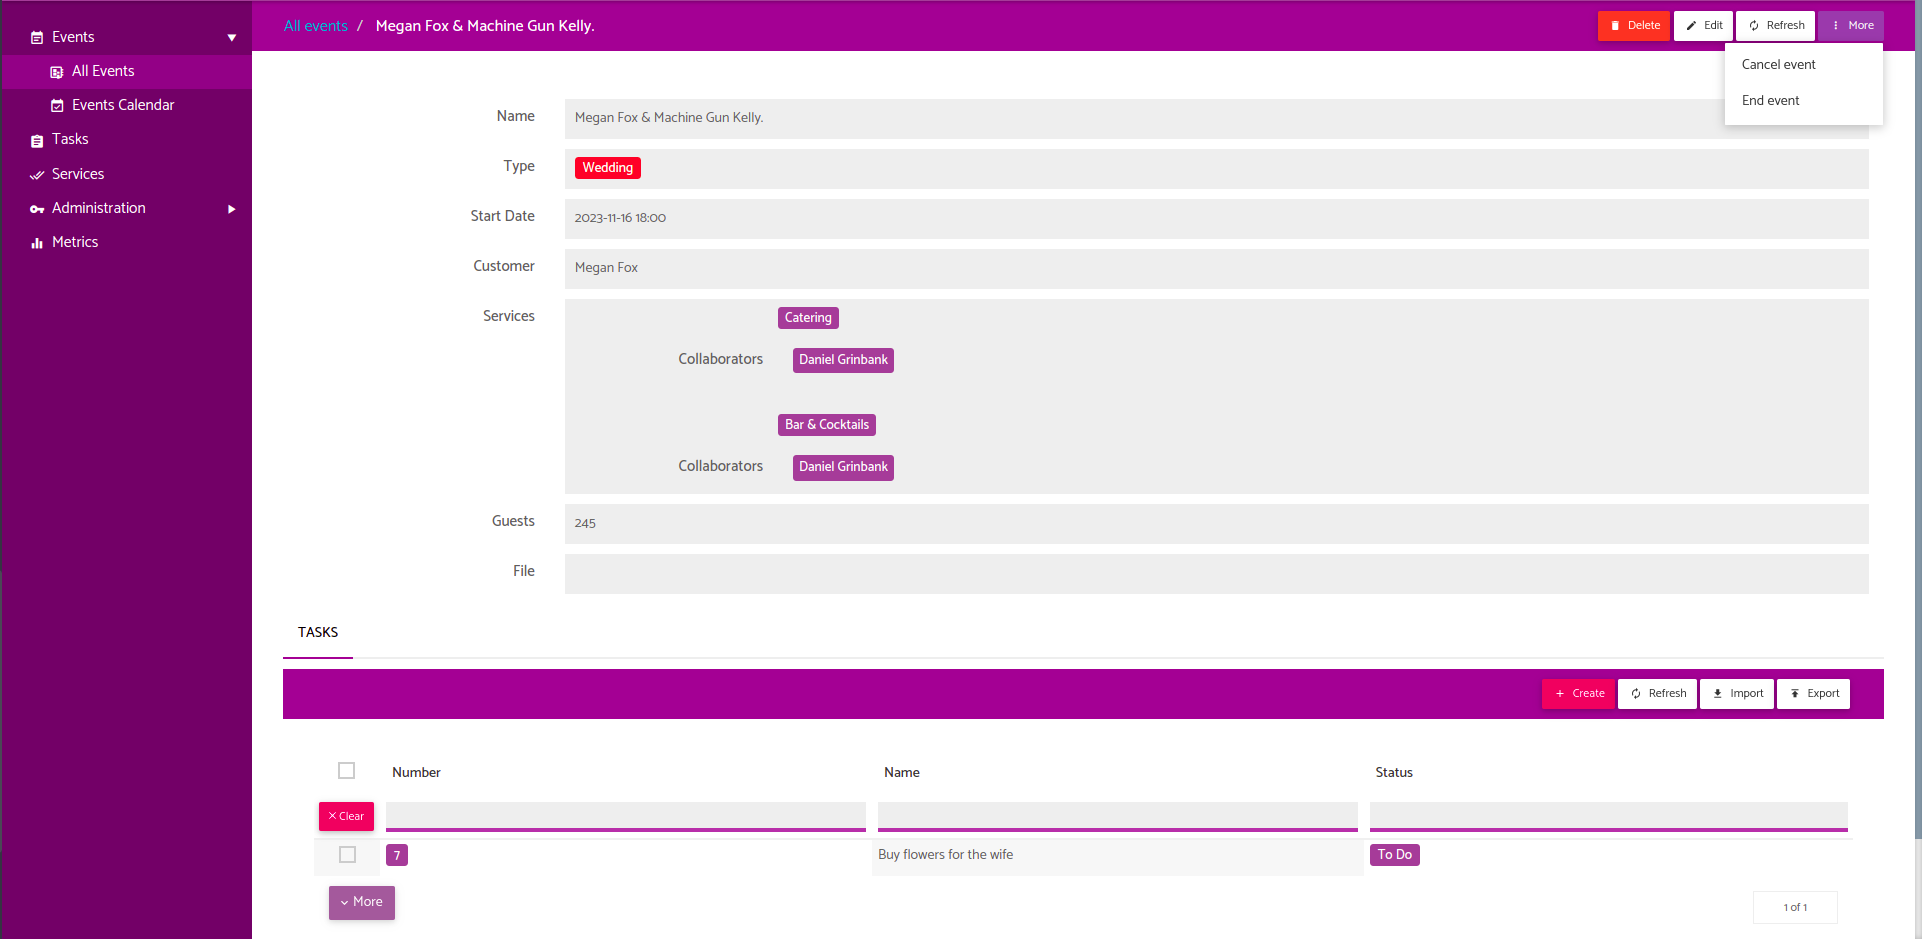 Events
All Events
Events Calendar
Tasks
Services
Administration
Metrics
All events / Megan Fox & Machine Gun Kelly.
Delete Edit Refresh More
Cancel event
End event
Name Megan Fox & Machine Gun Kelly.
Type Wedding
Start Date 2023-11-16 18:00
Customer Megan Fox
Services Catering
Collaborators Daniel Grinbank
Bar & Cocktails
Collaborators Daniel Grinbank
Guests 245
File
TASKS
Create Refresh Import Export
Number Name Status
Clear
7 Buy flowers for the wife To Do
More
1 of 1